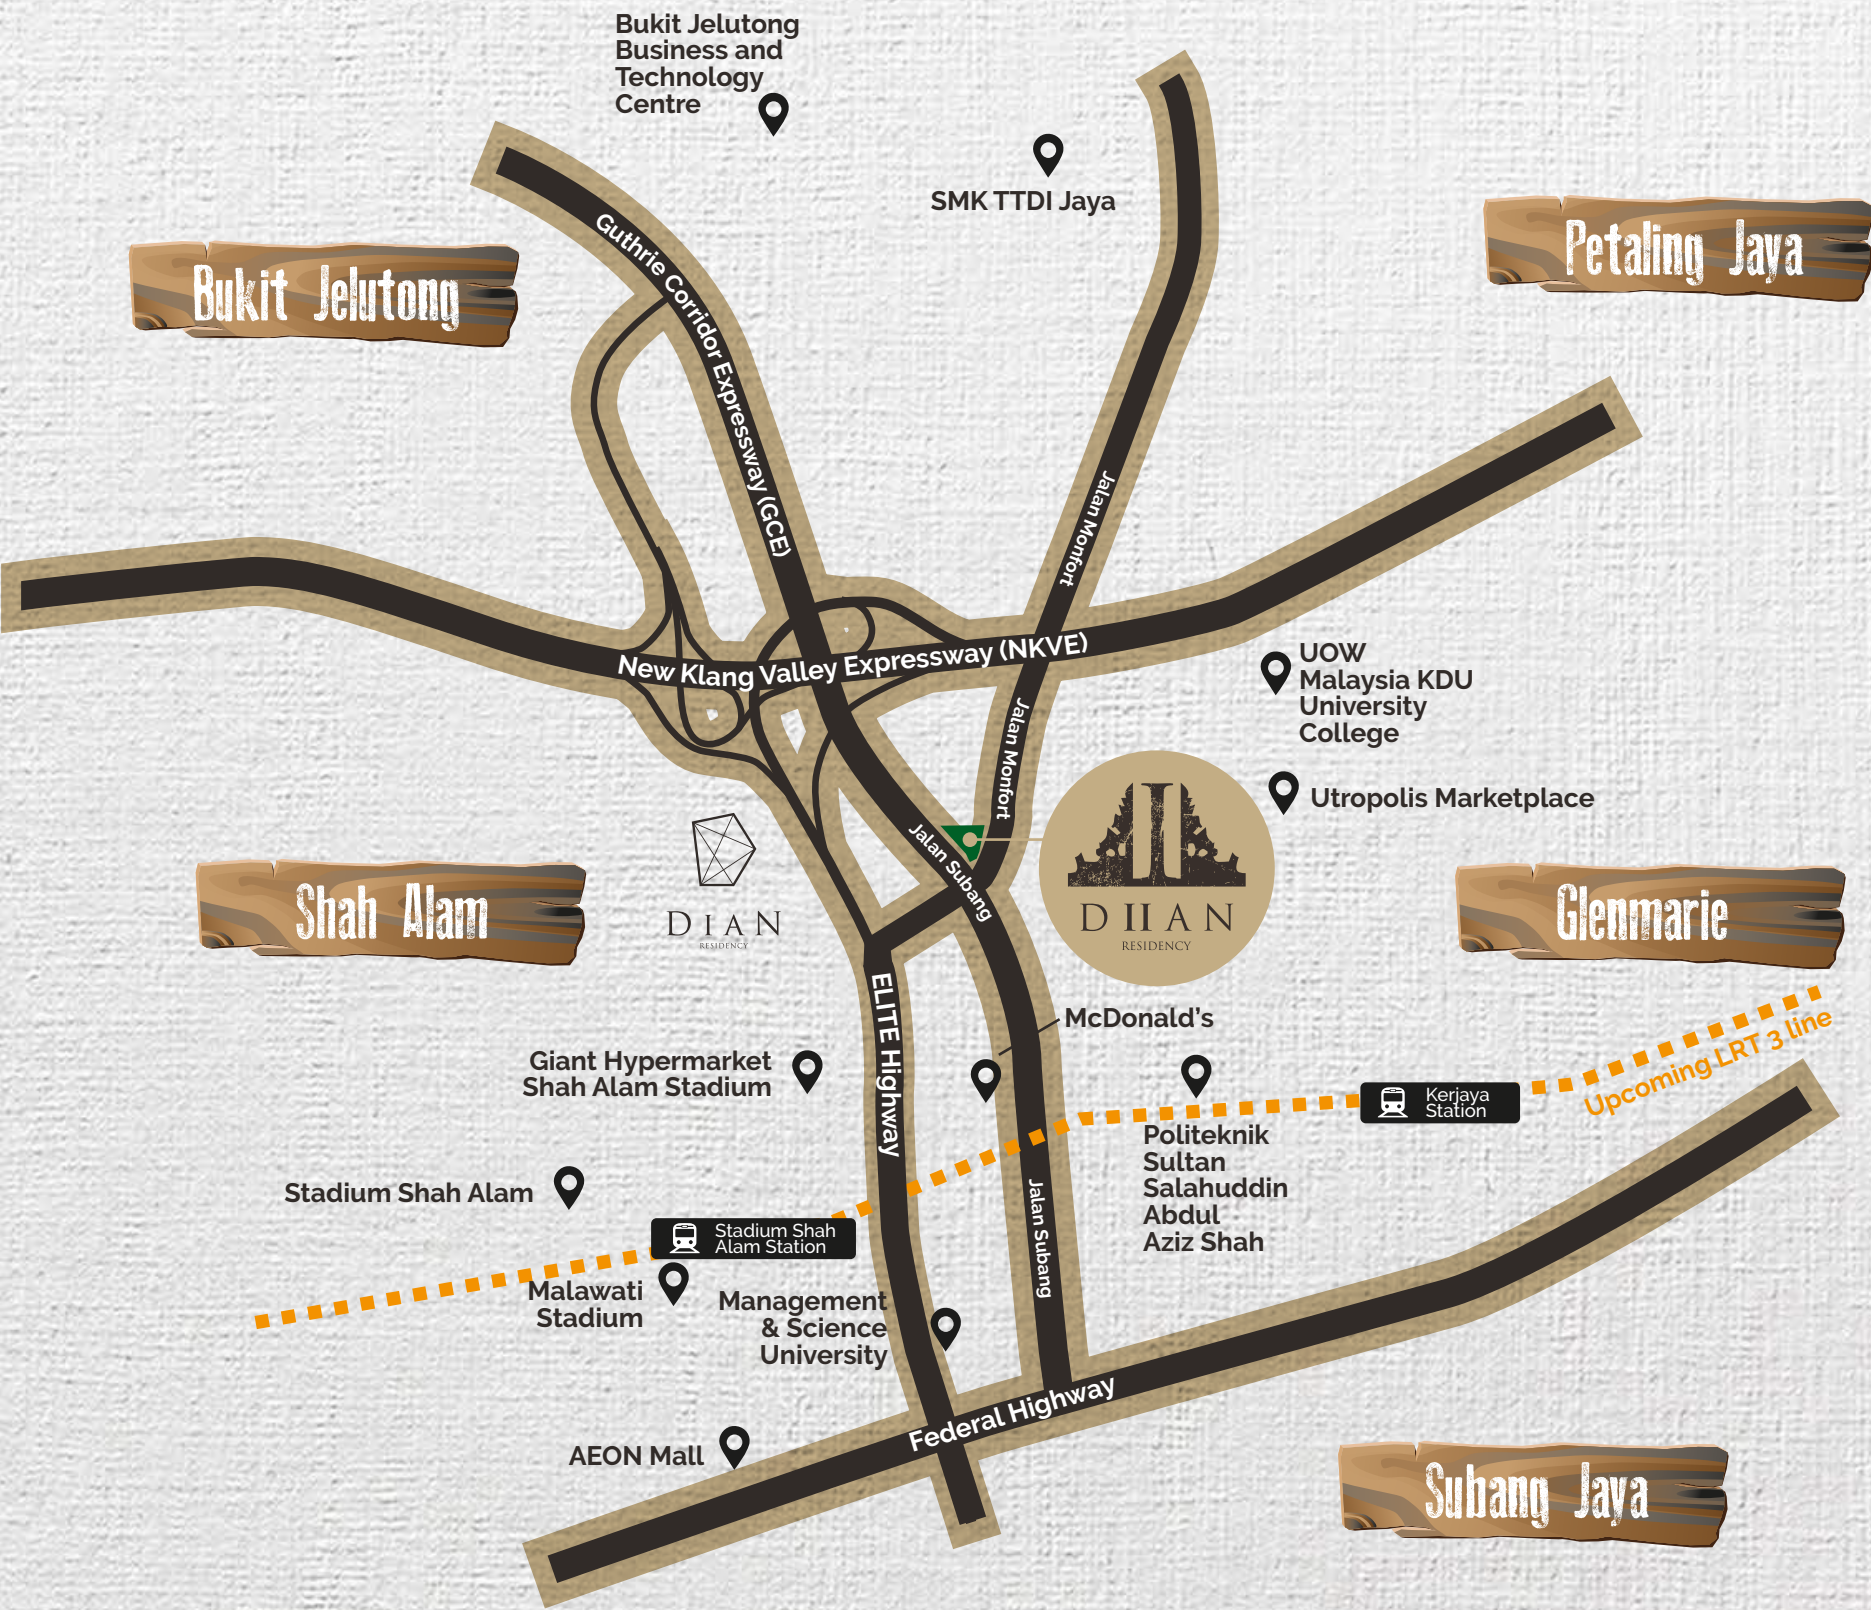 Bukit Jelutong
Business and
Technology
Centre
SMK TTDI Jaya
Petaling Jaya
Bukit Jelutong
Guthrie Corridor Expressway (GCE)
Jalan Monfort
New Klang Valley Expressway (NKVE)
UOW
Malaysia KDU
University
College
Jalan Monfort
Utropolis Marketplace
Jalan Subang
Shah Alam
DIAN
RESIDENCY
DIIAN
RESIDENCY
Glenmarie
ELITE Highway
McDonald's
Upcoming LRT 3 line
Giant Hypermarket
Shah Alam Stadium
Kerjaya
Station
Politeknik
Sultan
Salahuddin
Abdul
Aziz Shah
Stadium Shah Alam
Stadium Shah
Alam Station
Jalan Subang
Malawati
Stadium
Management
& Science
University
Federal Highway
AEON Mall
Subang Jaya